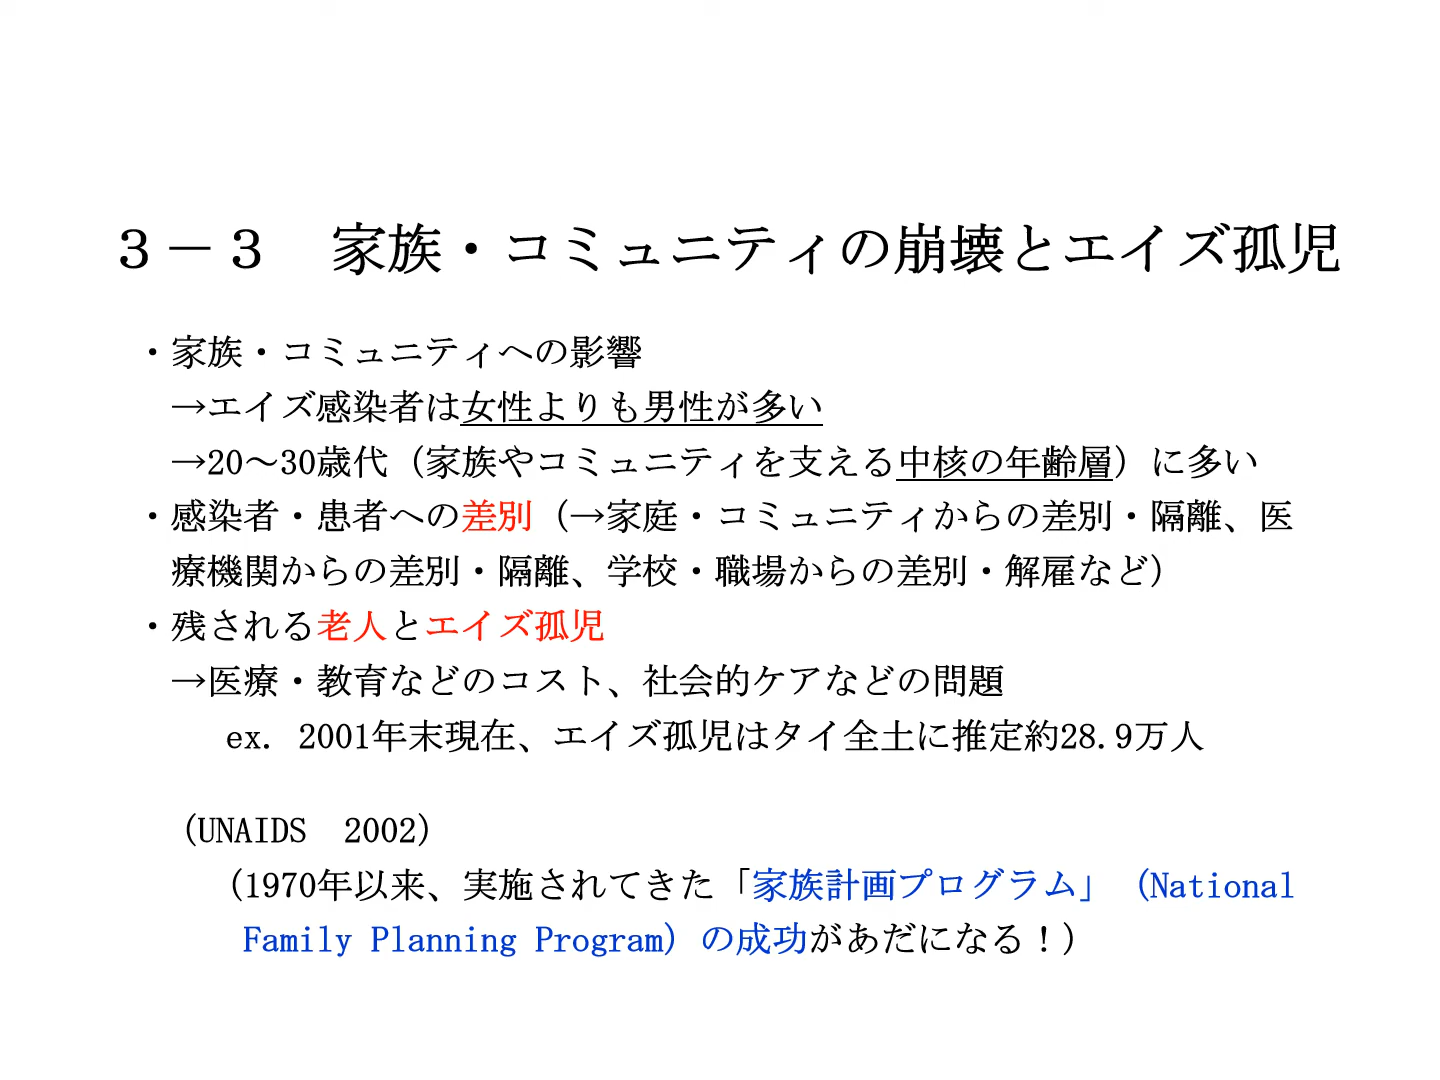 ３－３　家族・コミュニティの崩壊とエイズ孤児
・家族・コミュニティへの影響
→エイズ感染者は女性よりも男性が多い
→20～30歳代（家族やコミュニティを支える中核の年齢層）に多い
・感染者・患者への差別（→家庭・コミュニティからの差別・隔離、医
療機関からの差別・隔離、学校・職場からの差別・解雇など）
・残される老人とエイズ孤児
→医療・教育などのコスト、社会的ケアなどの問題
ex. 2001年末現在、エイズ孤児はタイ全土に推定約28.9万人
（UNAIDS　2002）
（1970年以来、実施されてきた「家族計画プログラム」（National
Family Planning Program）の成功があだになる！）